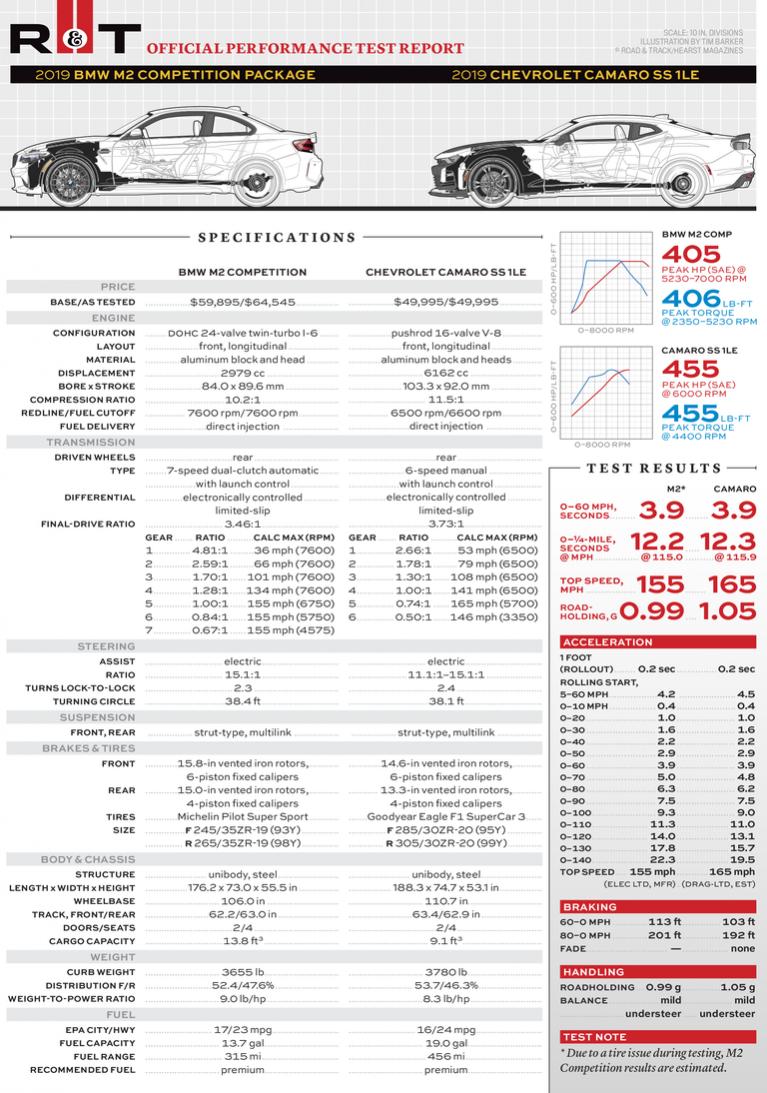 R&T OFFICIAL PERFORMANCE TEST REPORT
SCALE: 10 IN. DIVISIONS
ILLUSTRATION BY TIM BARKER
© ROAD & TRACK/HEARST MAGAZINES
2019 BMW M2 COMPETITION PACKAGE
2019 CHEVROLET CAMARO SS 1LE
SPECIFICATIONS
BMW M2 COMPETITION CHEVROLET CAMARO SS 1LE
PRICE
BASE/AS TESTED $59,895/$64,545 $49,995/$49,995
ENGINE
CONFIGURATION DOHC 24-valve twin-turbo I-6 pushrod 16-valve V-8
LAYOUT front, longitudinal front, longitudinal
MATERIAL aluminum block and head aluminum block and heads
DISPLACEMENT 2979 cc 6162 cc
BORE x STROKE 84.0 x 89.6 mm 103.3 x 92.0 mm
COMPRESSION RATIO 10.2:1 11.5:1
REDLINE/FUEL CUTOFF 7600 rpm/7600 rpm 6500 rpm/6600 rpm
FUEL DELIVERY direct injection direct injection
TRANSMISSION
DRIVEN WHEELS rear rear
TYPE 7-speed dual-clutch automatic 6-speed manual
with launch control with launch control
DIFFERENTIAL electronically controlled electronically controlled
limited-slip limited-slip
FINAL-DRIVE RATIO 3.46:1 3.73:1
GEAR RATIO CALC MAX (RPM) GEAR RATIO CALC MAX (RPM)
1 4.81:1 36 mph (7600) 1 2.66:1 53 mph (6500)
2 2.59:1 66 mph (7600) 2 1.78:1 79 mph (6500)
3 1.70:1 101 mph (7600) 3 1.30:1 108 mph (6500)
4 1.28:1 134 mph (7600) 4 1.00:1 141 mph (6500)
5 1.00:1 155 mph (6750) 5 0.74:1 165 mph (5700)
6 0.84:1 155 mph (5750) 6 0.50:1 146 mph (3350)
7 0.67:1 155 mph (4575)
STEERING
ASSIST electric electric
RATIO 15.1:1 11.1:1–15.1:1
TURNS LOCK-TO-LOCK 2.3 2.4
TURNING CIRCLE 38.4 ft 38.1 ft
SUSPENSION
FRONT, REAR strut-type, multilink strut-type, multilink
BRAKES & TIRES
FRONT 15.8-in vented iron rotors, 14.6-in vented iron rotors,
6-piston fixed calipers 6-piston fixed calipers
REAR 15.0-in vented iron rotors, 13.3-in vented iron rotors,
4-piston fixed calipers 4-piston fixed calipers
TIRES Michelin Pilot Super Sport Goodyear Eagle F1 SuperCar 3
SIZE F 245/35ZR-19 (93Y) F 285/30ZR-20 (95Y)
R 265/35ZR-19 (98Y) R 305/30ZR-20 (99Y)
BODY & CHASSIS
STRUCTURE unibody, steel unibody, steel
LENGTH x WIDTH x HEIGHT 176.2 x 73.0 x 55.5 in 188.3 x 74.7 x 53.1 in
WHEELBASE 106.0 in 110.7 in
TRACK, FRONT/REAR 62.2/63.0 in 63.4/62.9 in
DOORS/SEATS 2/4 2/4
CARGO CAPACITY 13.8 ft³ 9.1 ft³
WEIGHT
CURB WEIGHT 3655 lb 3780 lb
DISTRIBUTION F/R 52.4/47.6% 53.7/46.3%
WEIGHT-TO-POWER RATIO 9.0 lb/hp 8.3 lb/hp
FUEL
EPA CITY/HWY 17/23 mpg 16/24 mpg
FUEL CAPACITY 13.7 gal 19.0 gal
FUEL RANGE 315 mi 456 mi
RECOMMENDED FUEL premium premium
0–600 HP/LB-FT
0–8000 RPM
BMW M2 COMP
405
PEAK HP (SAE) @
5230–7000 RPM
406 LB-FT
PEAK TORQUE
@ 2350–5230 RPM
0–600 HP/LB-FT
0–8000 RPM
CAMARO SS 1LE
455
PEAK HP (SAE)
@ 6000 RPM
455 LB-FT
PEAK TORQUE
@ 4400 RPM
TEST RESULTS
M2* CAMARO
0–60 MPH, SECONDS 3.9 3.9
0–¼-MILE, SECONDS @ MPH 12.2 @ 115.0 12.3 @ 115.9
TOP SPEED, MPH 155 165
ROAD-HOLDING, G 0.99 1.05
ACCELERATION
1 FOOT
(ROLLOUT) 0.2 sec 0.2 sec
ROLLING START,
5–60 MPH 4.2 4.5
0–10 MPH 0.4 0.4
0–20 1.0 1.0
0–30 1.6 1.6
0–40 2.2 2.2
0–50 2.9 2.9
0–60 3.9 3.9
0–70 5.0 4.8
0–80 6.3 6.2
0–90 7.5 7.5
0–100 9.3 9.0
0–110 11.3 11.0
0–120 14.0 13.1
0–130 17.8 15.7
0–140 22.3 19.5
TOP SPEED 155 mph 165 mph
(ELEC LTD, MFR) (DRAG-LTD, EST)
BRAKING
60–0 MPH 113 ft 103 ft
80–0 MPH 201 ft 192 ft
FADE — none
HANDLING
ROADHOLDING 0.99 g 1.05 g
BALANCE mild mild
understeer understeer
TEST NOTE
* Due to a tire issue during testing, M2
Competition results are estimated.